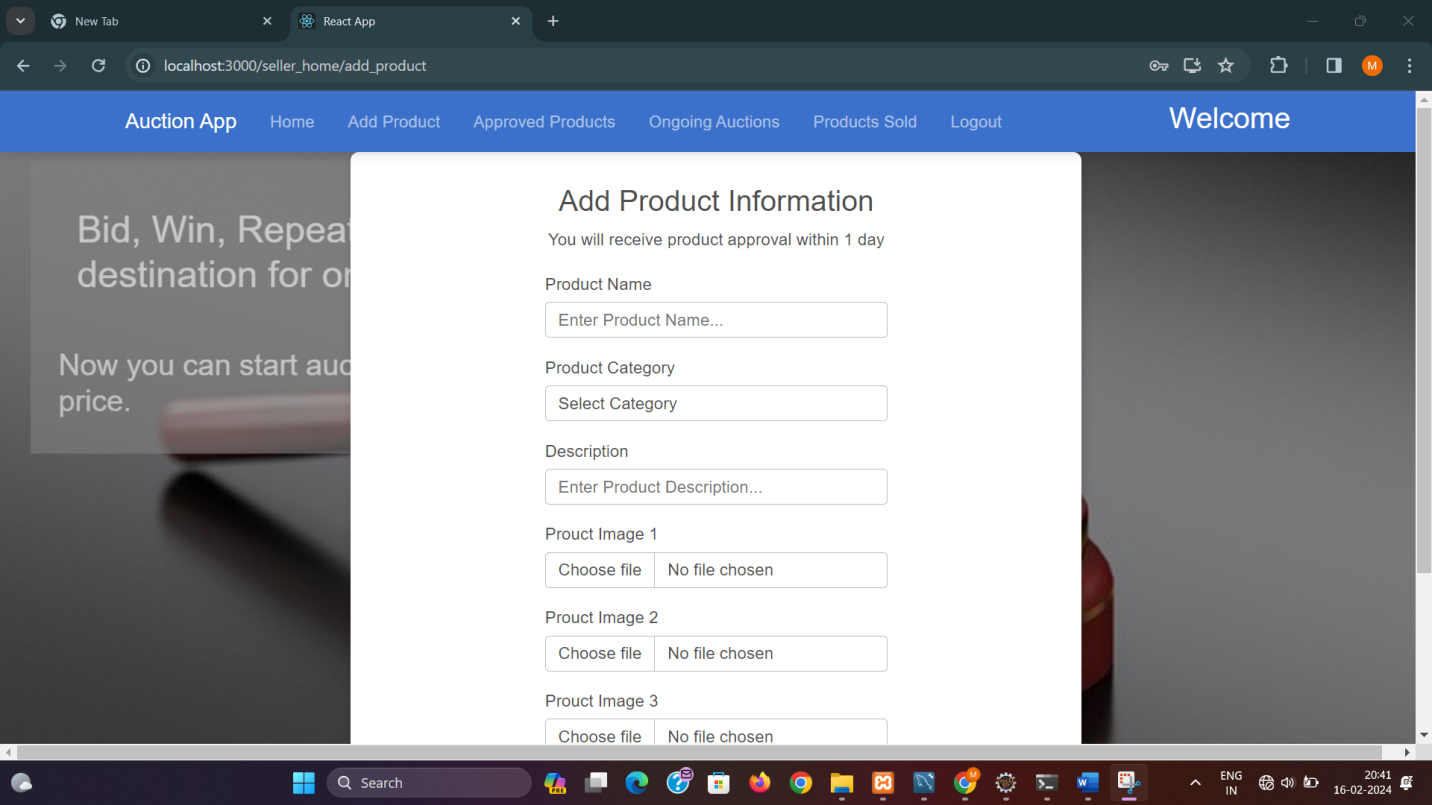 New Tab
React App
localhost:3000/seller_home/add_product
M
Auction App Home Add Product Approved Products Ongoing Auctions Products Sold Logout Welcome
Bid, Win, Repeat
destination for or
Now you can start auc
price.
Add Product Information
You will receive product approval within 1 day
Product Name
Enter Product Name...
Product Category
Select Category
Description
Enter Product Description...
Prouct Image 1
Choose file No file chosen
Prouct Image 2
Choose file No file chosen
Prouct Image 3
Choose file No file chosen
Search
PRE
M
W
ENG
IN
20:41
16-02-2024